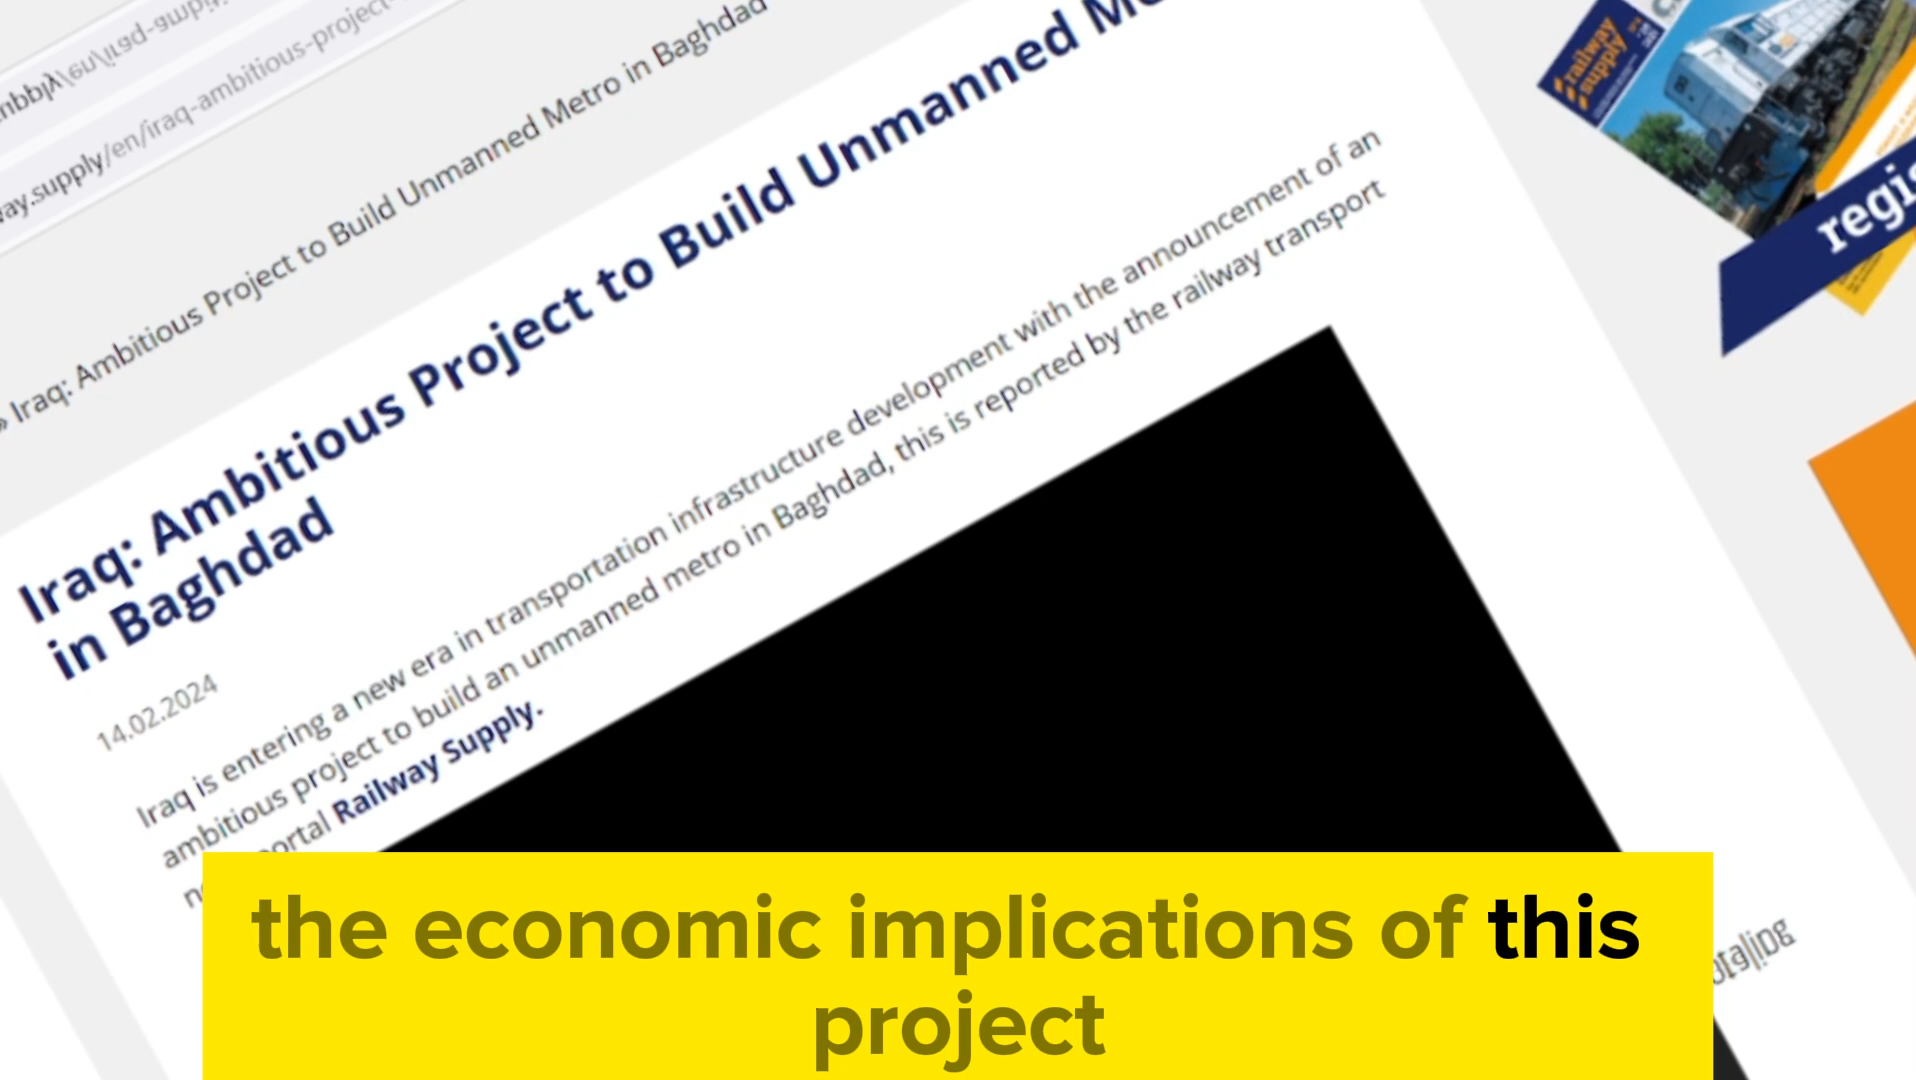 way.supply/en/iraq-ambitious-project-
» Iraq: Ambitious Project to Build Unmanned Metro in Baghdad
Iraq: Ambitious Project to Build Unmanned
in Baghdad
14.02.2024
Iraq is entering a new era in transportation infrastructure development with the announcement of an
ambitious project to build an unmanned metro in Baghdad, this is reported by the railway transport
portal Railway Supply.
railway
supply
the economic implications of this
project